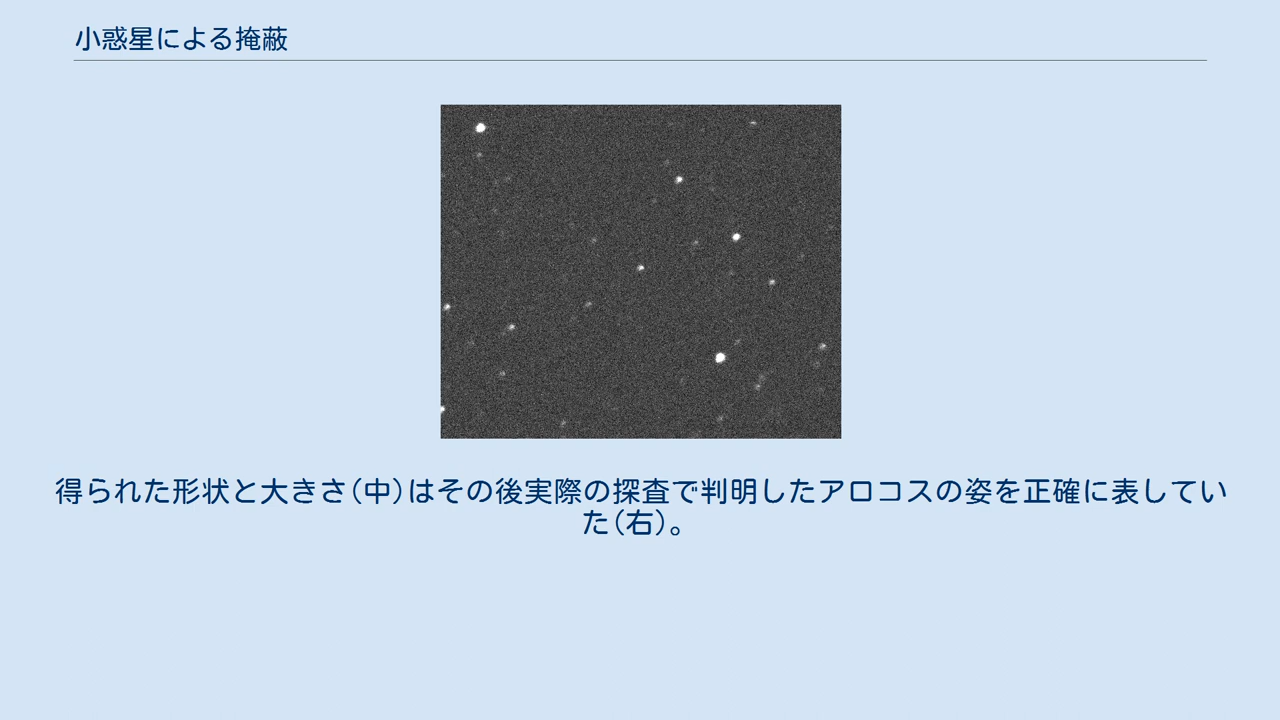 小惑星による掩蔽
得られた形状と大きさ(中)はその後実際の探査で判明したアロコスの姿を正確に表してい
た(右)。